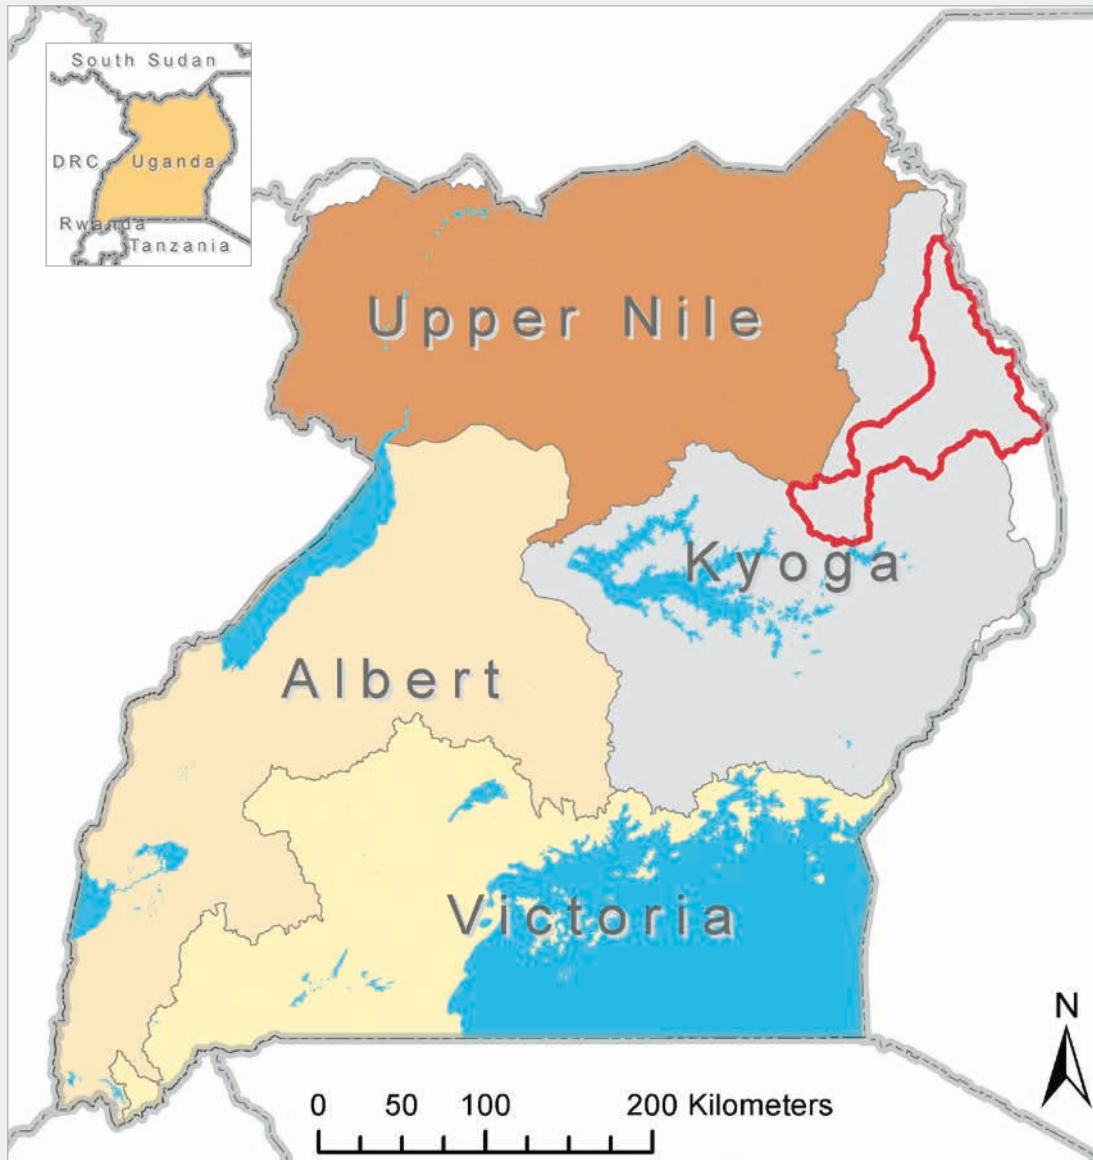 South Sudan
DRC
Uganda
Rwanda
Tanzania
Upper Nile
Kyoga
Albert
Victoria
N
0 50 100 200 Kilometers